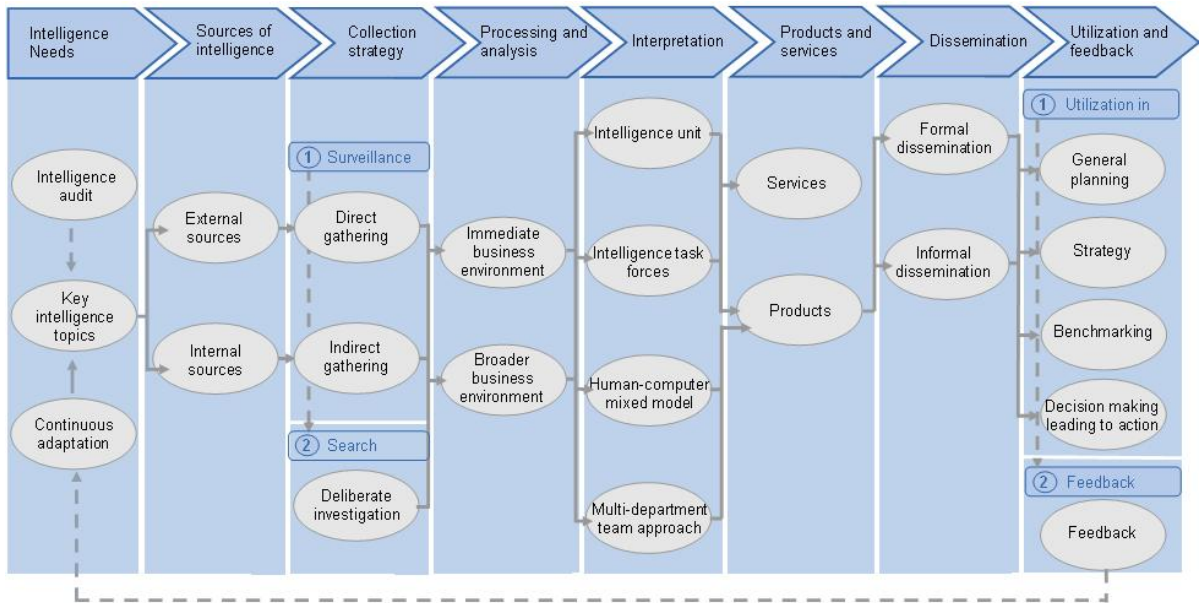 Intelligence
Needs
Sources of
intelligence
Collection
strategy
Processing and
analysis
Interpretation
Products and
services
Dissemination
Utilization and
feedback
Intelligence
audit
Key
intelligence
topics
Continuous
adaptation
External
sources
Internal
sources
1 Surveillance
Direct
gathering
Indirect
gathering
2 Search
Deliberate
investigation
Immediate
business
environment
Broader
business
environment
Intelligence unit
Intelligence task
forces
Human-computer
mixed model
Multi-department
team approach
Services
Products
Formal
dissemination
Informal
dissemination
1 Utilization in
General
planning
Strategy
Benchmarking
Decision making
leading to action
2 Feedback
Feedback